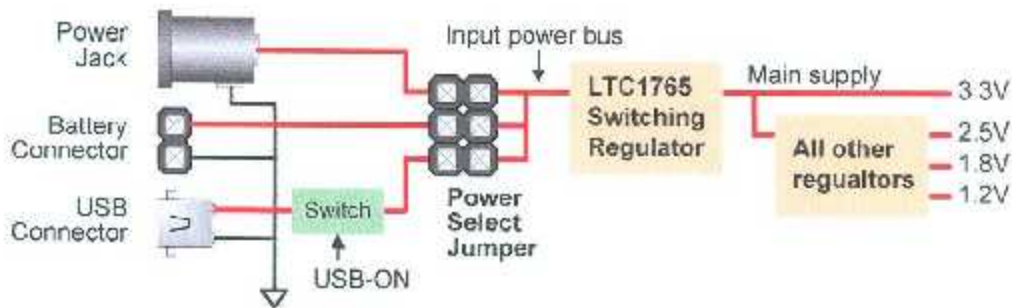 Power
Jack
Input power bus
LTC1765
Switching
Regulator
Main supply
3.3V
Battery
Connector
2.5V
All other
regualtors
1.8V
1.2V
Power
Select
Jumper
USB
Connector
Switch
USB-ON